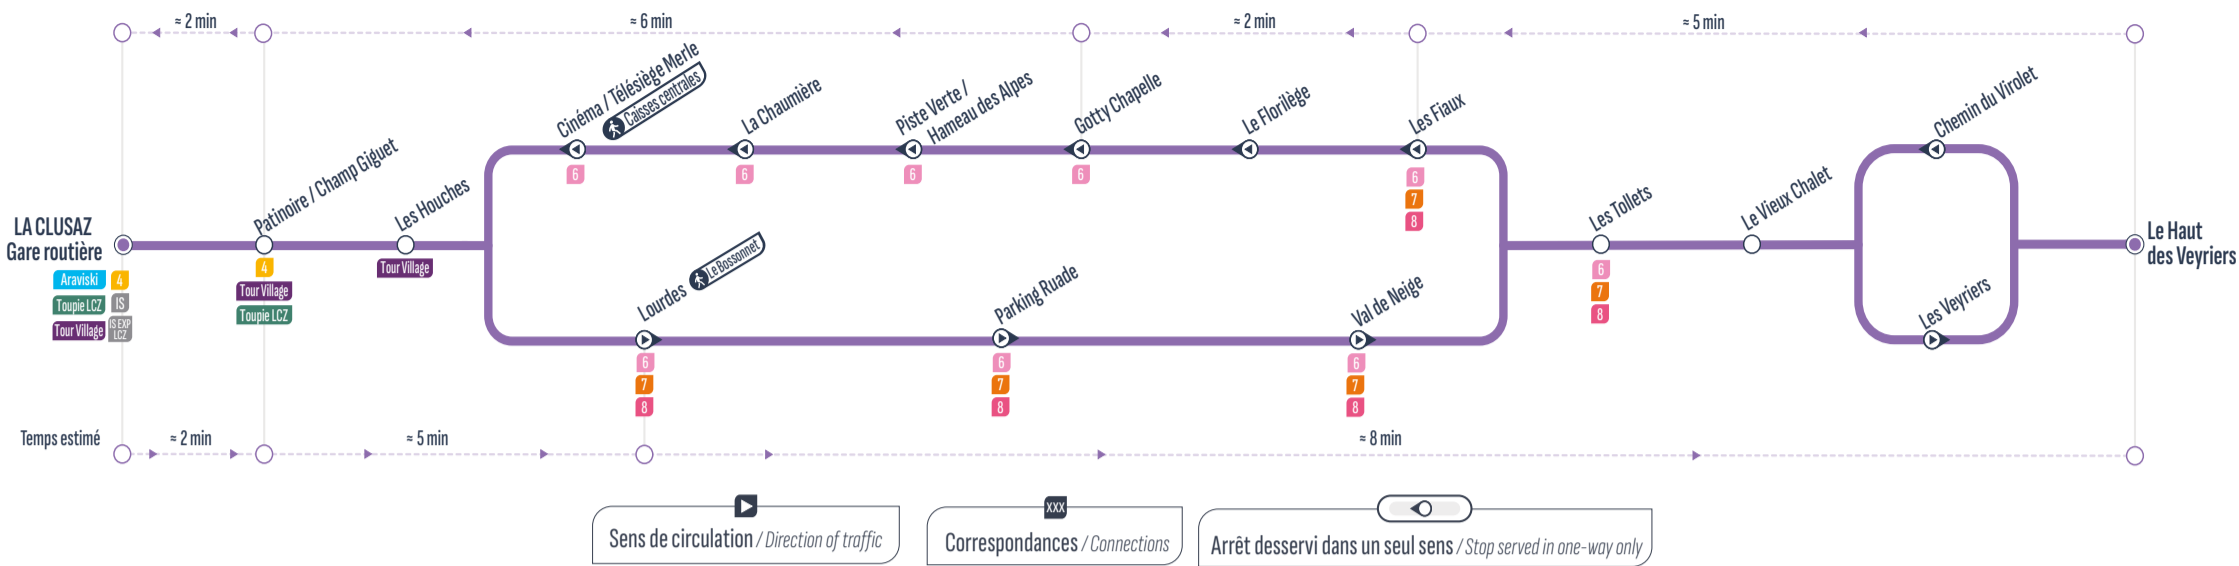 ≈ 2 min
≈ 6 min
≈ 2 min
≈ 5 min
Cinéma / Télésiège Merle
Caisses centrales
La Chaumière
Piste Verte /
Hameau des Alpes
Gotty Chapelle
Le Florilège
Les Fiaux
Chemin du Virolet
6
6
6
6
6
7
8
Patinoire / Champ Giguet
Les Houches
Les Tollets
Le Vieux Chalet
LA CLUSAZ
Gare routière
Le Haut
des Veyriers
Araviski
4
Toupie LCZ
IS
Tour Village
IS EXP
LCZ
4
Tour Village
Toupie LCZ
Tour Village
6
7
8
Lourdes
Le Bossonnet
Parking Ruade
Val de Neige
Les Veyriers
6
7
8
6
7
8
6
7
8
Temps estimé
≈ 2 min
≈ 5 min
≈ 8 min
Sens de circulation / Direction of traffic
XXX
Correspondances / Connections
Arrêt desservi dans un seul sens / Stop served in one-way only